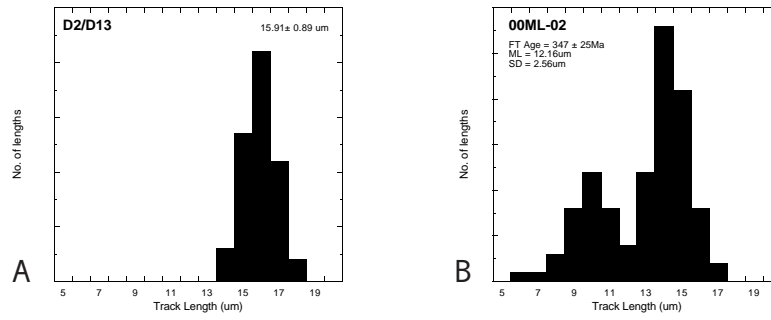 D2/D13
15.91± 0.89 um
No. of lengths
5 7 9 11 13 15 17 19
Track Length (um)
A
00ML-02
FT Age = 347 ± 25Ma
ML = 12.16um
SD = 2.56um
No. of lengths
5 7 9 11 13 15 17 19
Track Length (um)
B